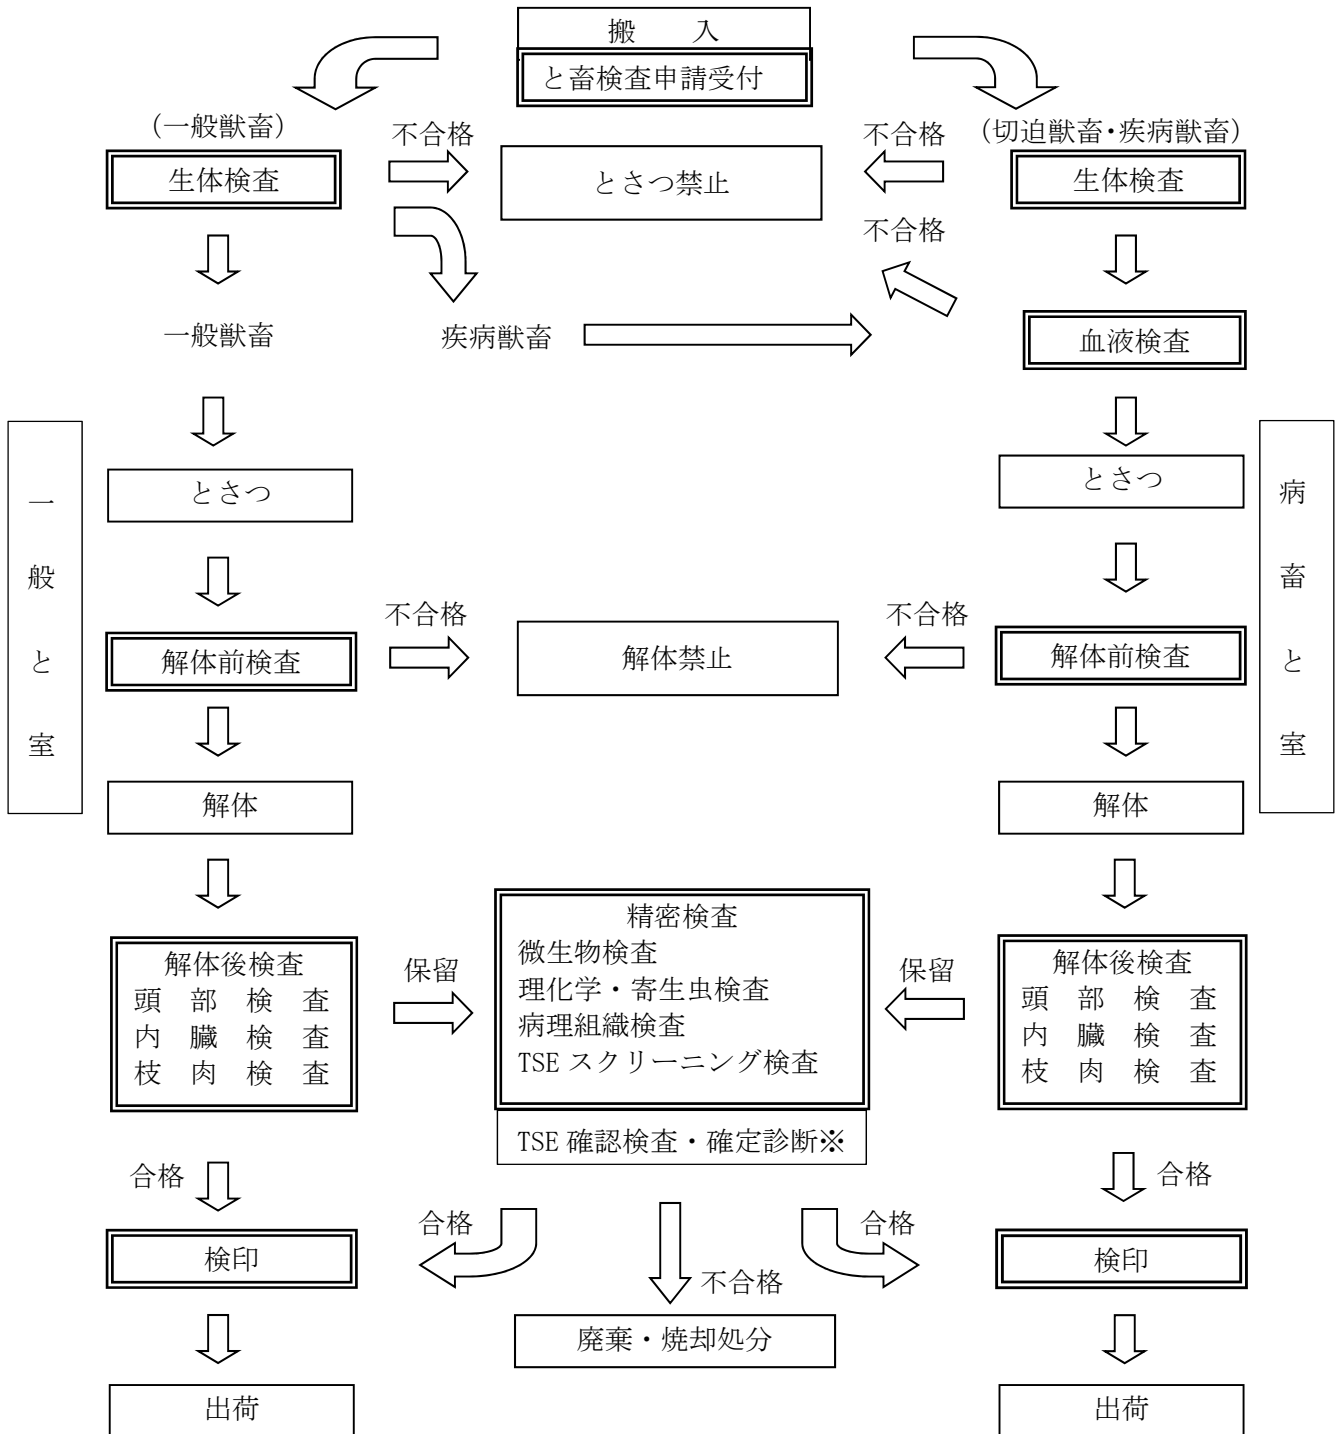 搬　　入
と畜検査申請受付
(一般獣畜)
不合格
不合格
(切迫獣畜・疾病獣畜)
生体検査
とさつ禁止
生体検査
不合格
一般獣畜
疾病獣畜
血液検査
一般と室
とさつ
とさつ
病畜と室
不合格
不合格
解体前検査
解体禁止
解体前検査
解体
解体
解体後検査
頭　部　検　査
内　臓　検　査
枝　肉　検　査
保留
精密検査
微生物検査
理化学・寄生虫検査
病理組織検査
TSE スクリーニング検査
TSE 確認検査・確定診断※
保留
解体後検査
頭　部　検　査
内　臓　検　査
枝　肉　検　査
合格
合格
合格
合格
検印
不合格
検印
廃棄・焼却処分
出荷
出荷